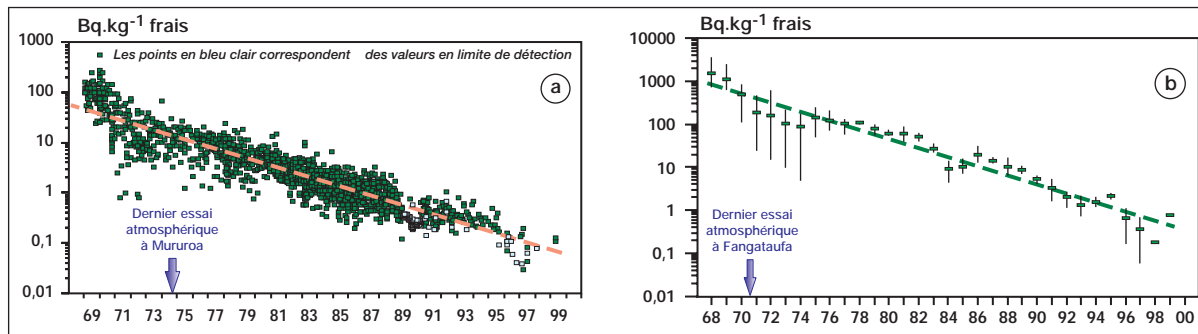 Bq.kg-1 frais
1000
Les points en bleu clair correspondent des valeurs en limite de détection
a
100
10
1
0,1
0,01
Dernier essai
atmosphérique
à Mururoa
69 71 73 75 77 79 81 83 85 87 89 91 93 95 97 99
Bq.kg-1 frais
10000
b
1000
100
10
1
0,1
0,01
Dernier essai
atmosphérique
à Fangataufa
68 70 72 74 76 78 80 82 84 86 88 90 92 94 96 98 00